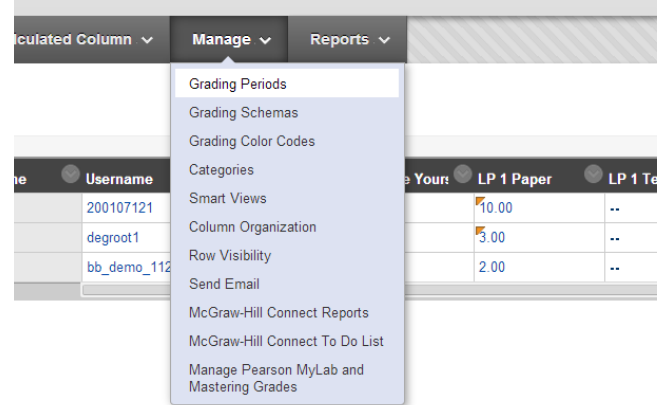 lculated Column Manage Reports
Grading Periods
Grading Schemas
Grading Color Codes
Categories
Smart Views
Column Organization
Row Visibility
Send Email
McGraw-Hill Connect Reports
McGraw-Hill Connect To Do List
Manage Pearson MyLab and
Mastering Grades
ne Username e Yours LP 1 Paper LP 1 Te
200107121 10.00 --
degroot1 3.00 --
bb_demo_112 2.00 --